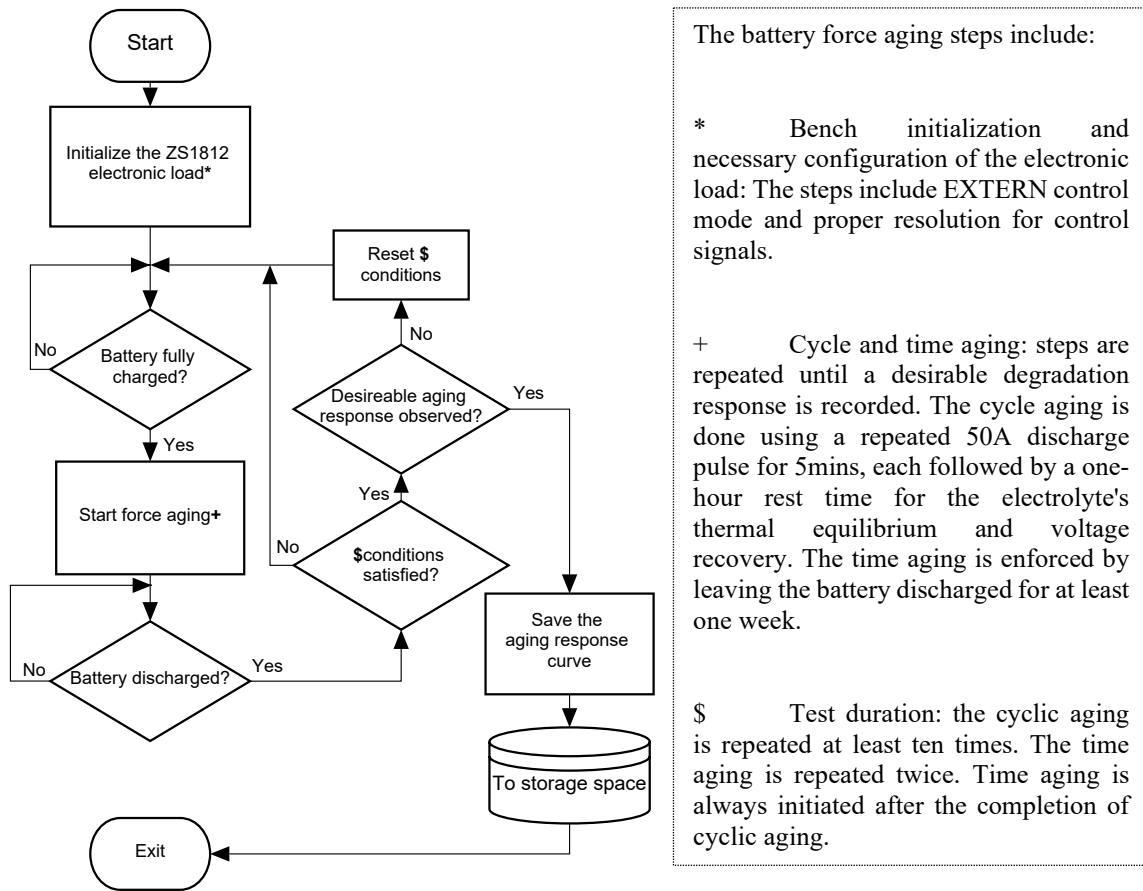 Start
Initialize the ZS1812
electronic load*
Reset $
conditions
No
Battery fully
charged?
Yes
No
Desireable aging
response observed?
Yes
Start force aging+
Yes
No
$conditions
satisfied?
No
Battery discharged?
Yes
Save the
aging response
curve
To storage space
Exit
The battery force aging steps include:
* Bench initialization and
necessary configuration of the electronic
load: The steps include EXTERN control
mode and proper resolution for control
signals.
+ Cycle and time aging: steps are
repeated until a desirable degradation
response is recorded. The cycle aging is
done using a repeated 50A discharge
pulse for 5mins, each followed by a one-
hour rest time for the electrolyte's
thermal equilibrium and voltage
recovery. The time aging is enforced by
leaving the battery discharged for at least
one week.
$ Test duration: the cyclic aging
is repeated at least ten times. The time
aging is repeated twice. Time aging is
always initiated after the completion of
cyclic aging.